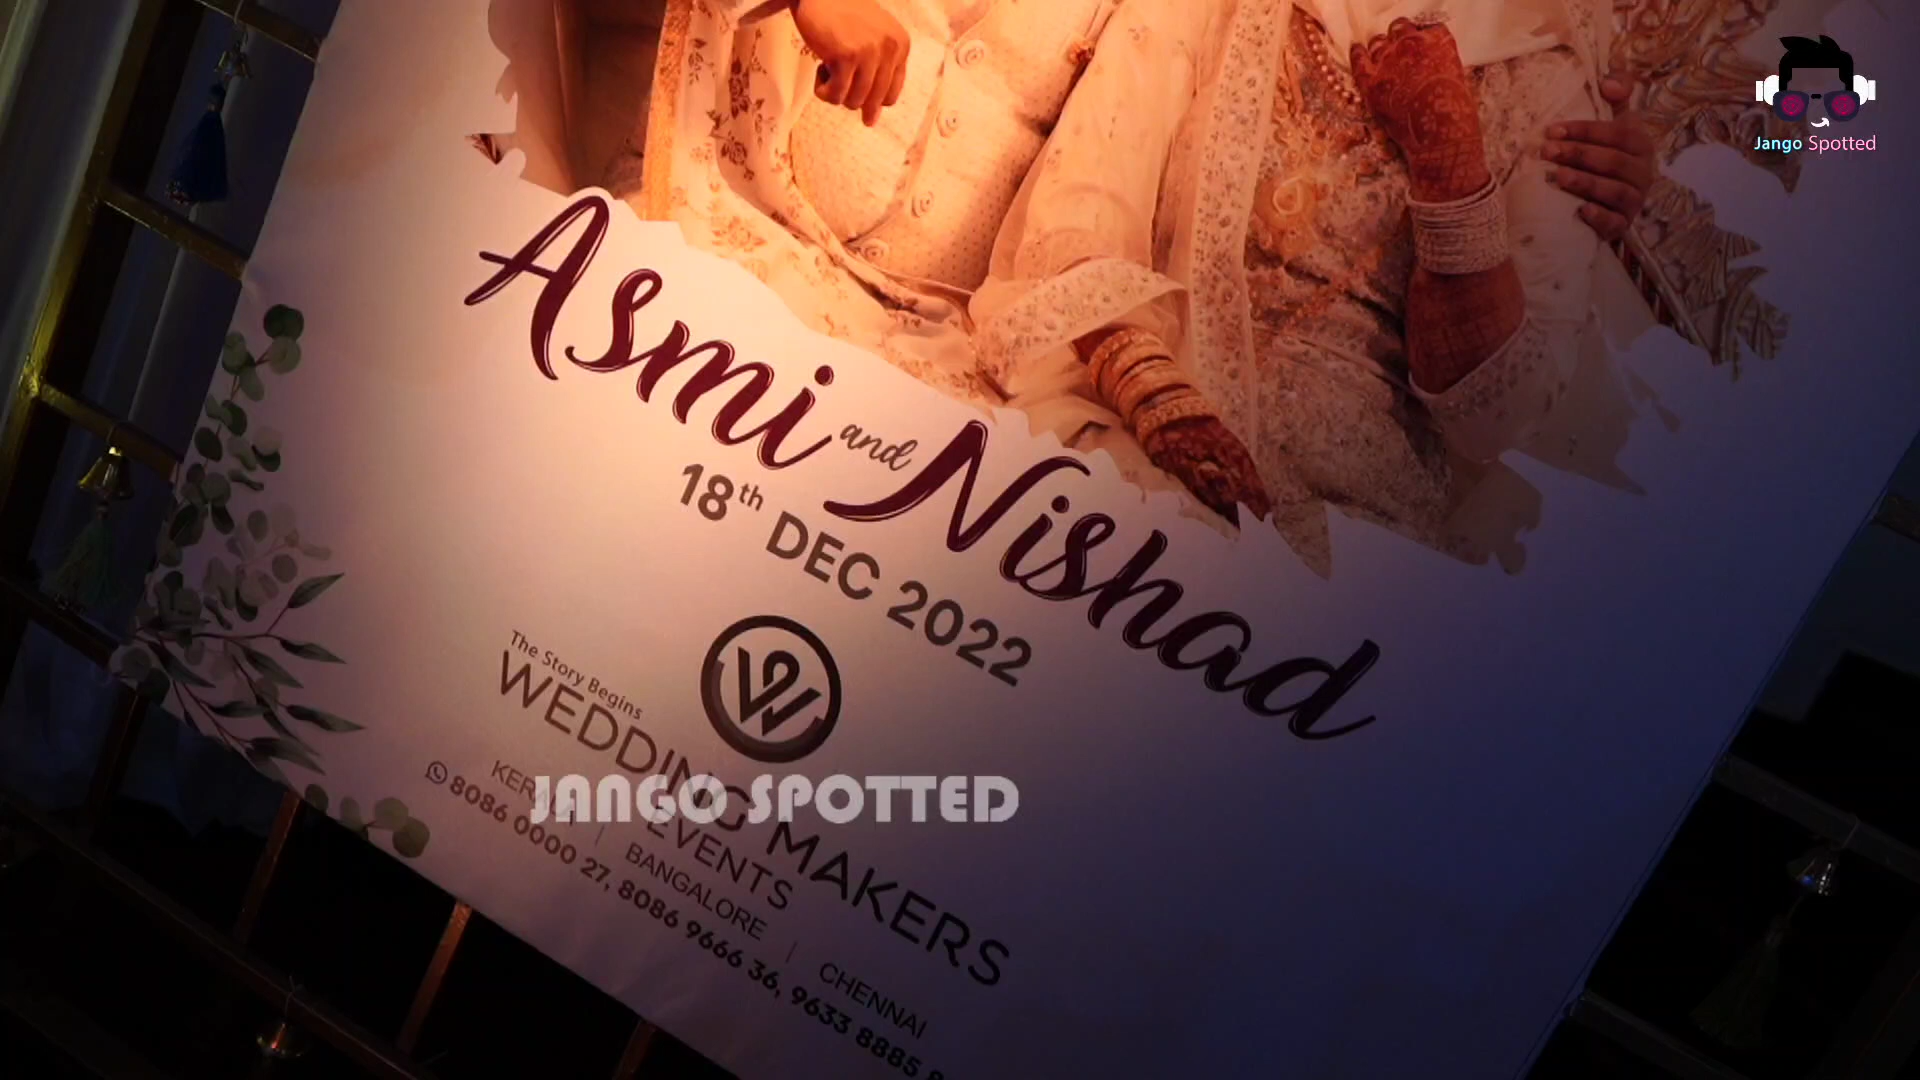 Jango Spotted
Asmi and Nishad
18th DEC 2022
The Story Begins
WEDDING MAKERS
EVENTS
JANGO SPOTTED
KERALA | BANGALORE | CHENNAI
8086 0000 27, 8086 9666 36, 9633 8885